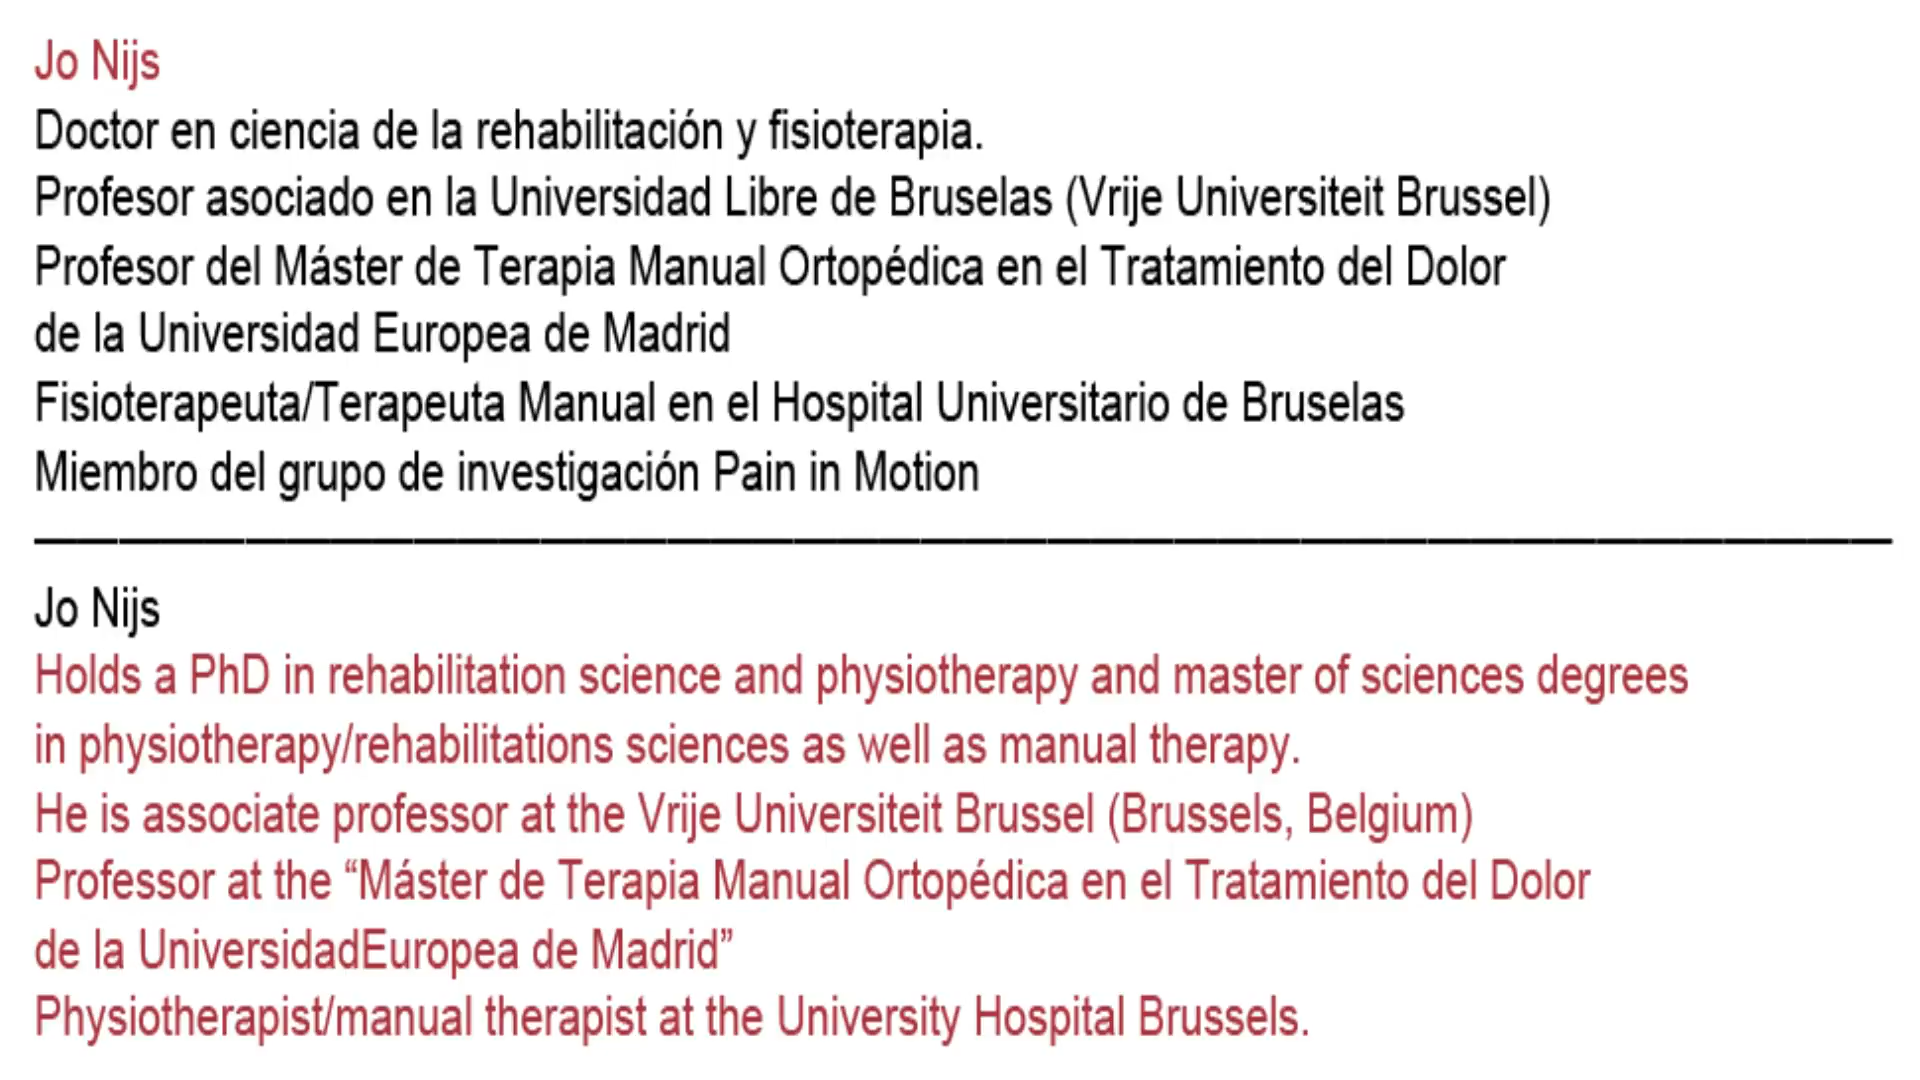 Jo Nijs
Doctor en ciencia de la rehabilitación y fisioterapia.
Profesor asociado en la Universidad Libre de Bruselas (Vrije Universiteit Brussel)
Profesor del Máster de Terapia Manual Ortopédica en el Tratamiento del Dolor
de la Universidad Europea de Madrid
Fisioterapeuta/Terapeuta Manual en el Hospital Universitario de Bruselas
Miembro del grupo de investigación Pain in Motion
Jo Nijs
Holds a PhD in rehabilitation science and physiotherapy and master of sciences degrees
in physiotherapy/rehabilitations sciences as well as manual therapy.
He is associate professor at the Vrije Universiteit Brussel (Brussels, Belgium)
Professor at the “Máster de Terapia Manual Ortopédica en el Tratamiento del Dolor
de la UniversidadEuropea de Madrid”
Physiotherapist/manual therapist at the University Hospital Brussels.